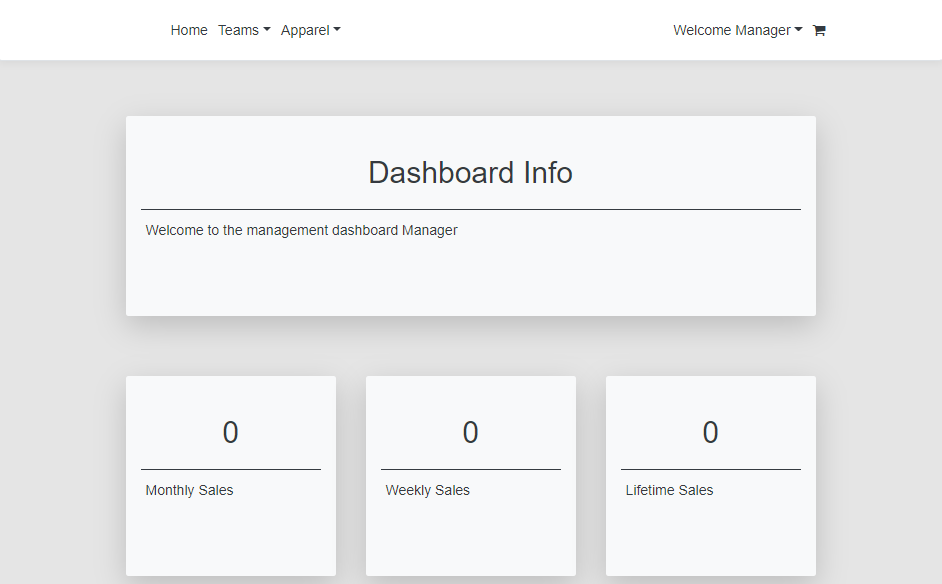 Home Teams Apparel Welcome Manager
Dashboard Info
Welcome to the management dashboard Manager
0 0 0
Monthly Sales Weekly Sales Lifetime Sales